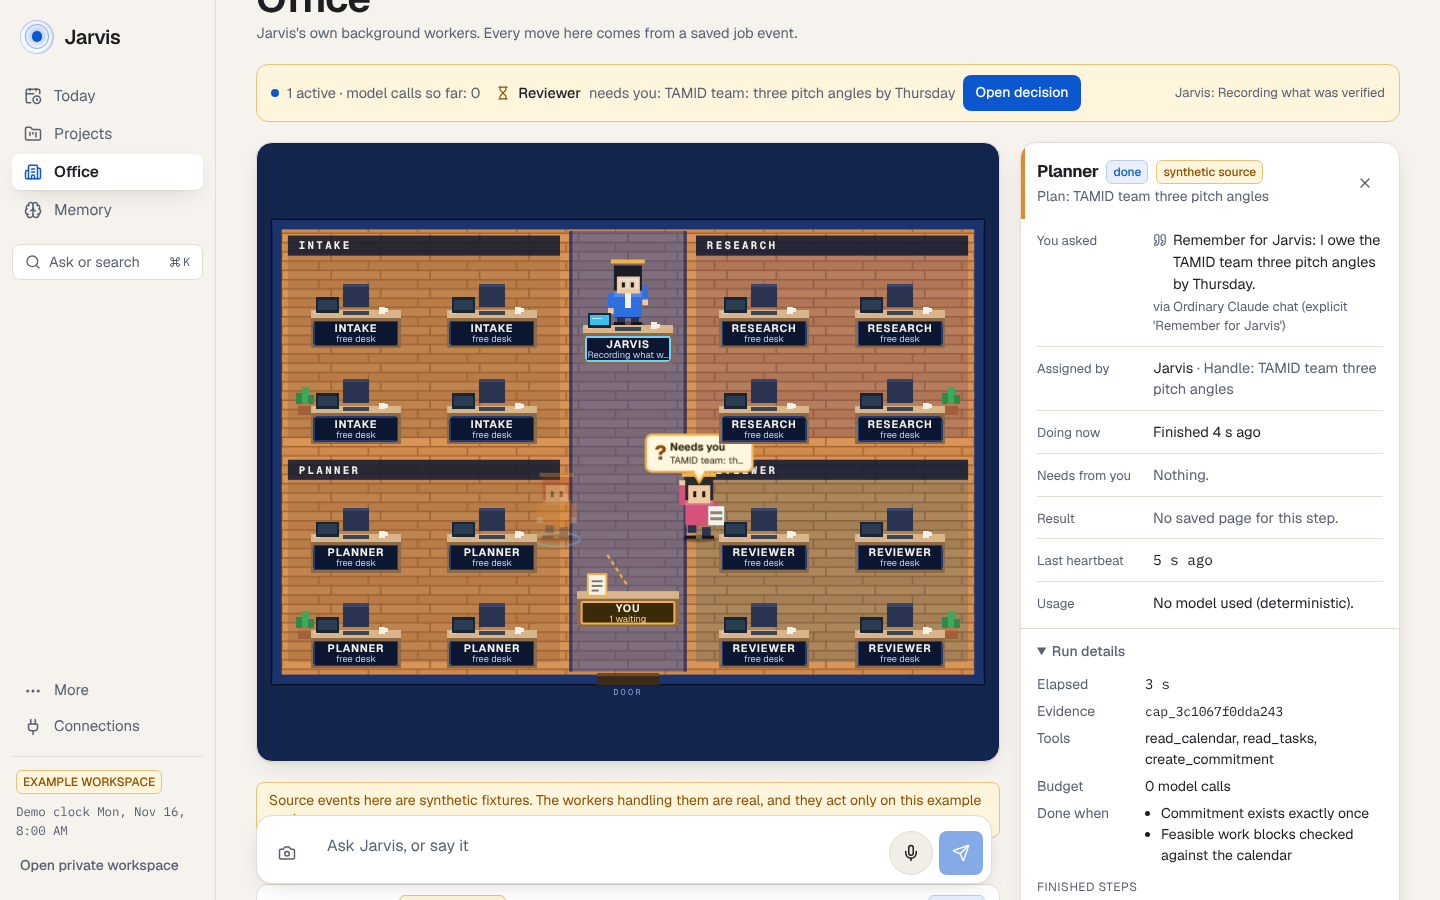 Jarvis
Today
Projects
Office
Memory
Ask or search ⌘K
More
Connections
EXAMPLE WORKSPACE
Demo clock Mon, Nov 16,
8:00 AM
Open private workspace
Office
Jarvis's own background workers. Every move here comes from a saved job event.
1 active · model calls so far: 0 Reviewer needs you: TAMID team: three pitch angles by Thursday Open decision Jarvis: Recording what was verified
INTAKE
INTAKE
free desk
INTAKE
free desk
INTAKE
free desk
INTAKE
free desk
JARVIS
Recording what w...
RESEARCH
RESEARCH
free desk
RESEARCH
free desk
RESEARCH
free desk
RESEARCH
free desk
PLANNER
PLANNER
free desk
PLANNER
free desk
PLANNER
free desk
PLANNER
free desk
? Needs you
TAMID team: th...
REVIEWER
free desk
REVIEWER
free desk
REVIEWER
free desk
REVIEWER
free desk
YOU
1 waiting
DOOR
Source events here are synthetic fixtures. The workers handling them are real, and they act only on this example
Ask Jarvis, or say it
Planner done synthetic source
Plan: TAMID team three pitch angles
You asked
Remember for Jarvis: I owe the
TAMID team three pitch angles
by Thursday.
via Ordinary Claude chat (explicit
'Remember for Jarvis')
Assigned by Jarvis · Handle: TAMID team three
pitch angles
Doing now Finished 4 s ago
Needs from you Nothing.
Result No saved page for this step.
Last heartbeat 5 s ago
Usage No model used (deterministic).
▼ Run details
Elapsed 3 s
Evidence cap_3c1067f0dda243
Tools read_calendar, read_tasks,
create_commitment
Budget 0 model calls
Done when • Commitment exists exactly once
• Feasible work blocks checked
against the calendar
FINISHED STEPS